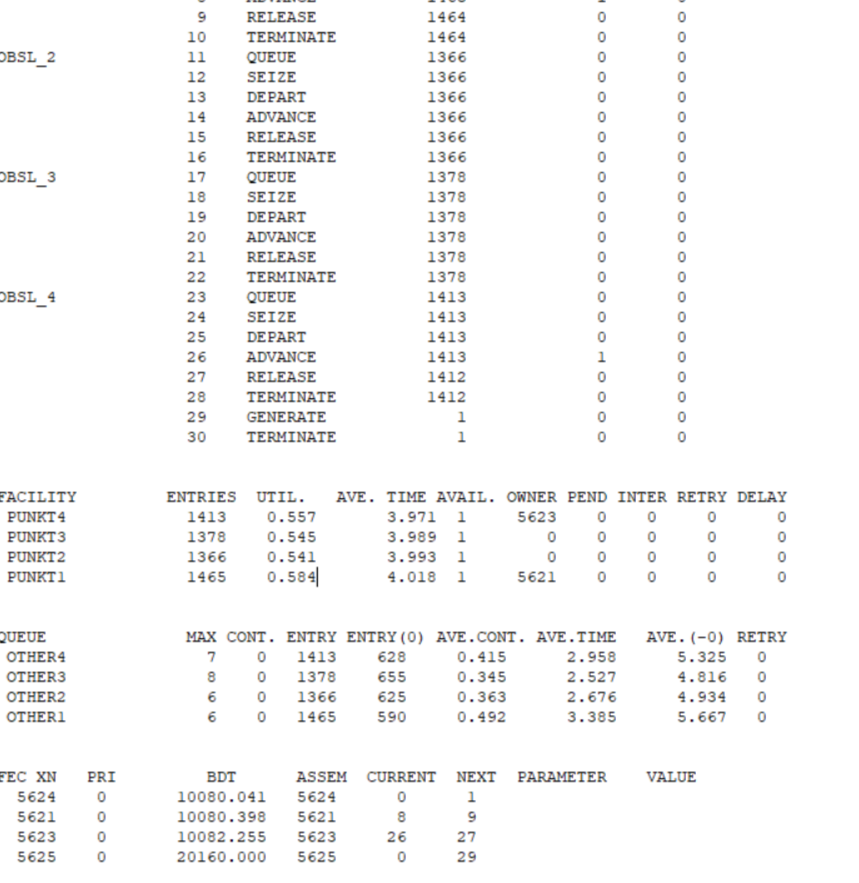 9 RELEASE 1464 0 0
10 TERMINATE 1464 0 0
OBSL_2 11 QUEUE 1366 0 0
12 SEIZE 1366 0 0
13 DEPART 1366 0 0
14 ADVANCE 1366 0 0
15 RELEASE 1366 0 0
16 TERMINATE 1366 0 0
OBSL_3 17 QUEUE 1378 0 0
18 SEIZE 1378 0 0
19 DEPART 1378 0 0
20 ADVANCE 1378 0 0
21 RELEASE 1378 0 0
22 TERMINATE 1378 0 0
OBSL_4 23 QUEUE 1413 0 0
24 SEIZE 1413 0 0
25 DEPART 1413 0 0
26 ADVANCE 1413 1 0
27 RELEASE 1412 0 0
28 TERMINATE 1412 0 0
29 GENERATE 1 0 0
30 TERMINATE 1 0 0
FACILITY ENTRIES UTIL. AVE. TIME AVAIL. OWNER PEND INTER RETRY DELAY
PUNKT4 1413 0.557 3.971 1 5623 0 0 0 0
PUNKT3 1378 0.545 3.989 1 0 0 0 0 0
PUNKT2 1366 0.541 3.993 1 0 0 0 0 0
PUNKT1 1465 0.584 4.018 1 5621 0 0 0 0
QUEUE MAX CONT. ENTRY ENTRY(0) AVE.CONT. AVE.TIME AVE.(-0) RETRY
OTHER4 7 0 1413 628 0.415 2.958 5.325 0
OTHER3 8 0 1378 655 0.345 2.527 4.816 0
OTHER2 6 0 1366 625 0.363 2.676 4.934 0
OTHER1 6 0 1465 590 0.492 3.385 5.667 0
FEC XN PRI BDT ASSEM CURRENT NEXT PARAMETER VALUE
5624 0 10080.041 5624 0 1
5621 0 10080.398 5621 8 9
5623 0 10082.255 5623 26 27
5625 0 20160.000 5625 0 29